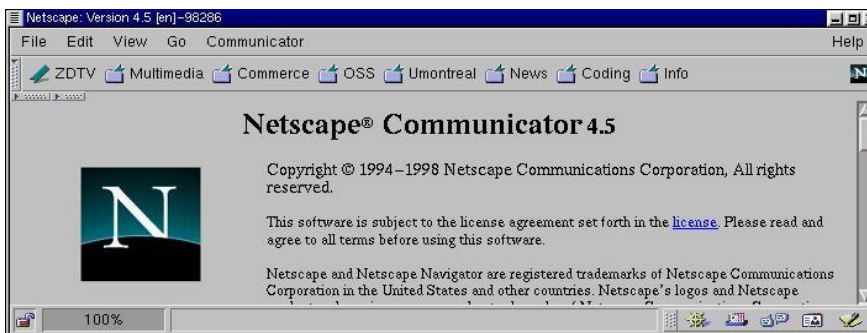 Netscape: Version 4.5 [en]-98286
File Edit View Go Communicator Help
ZDTV Multimedia Commerce OSS Umontreal News Coding Info N
Netscape® Communicator 4.5
Copyright © 1994–1998 Netscape Communications Corporation, All rights
reserved.
N
This software is subject to the license agreement set forth in the license. Please read and
agree to all terms before using this software.
Netscape and Netscape Navigator are registered trademarks of Netscape Communications
Corporation in the United States and other countries. Netscape's logos and Netscape
100%